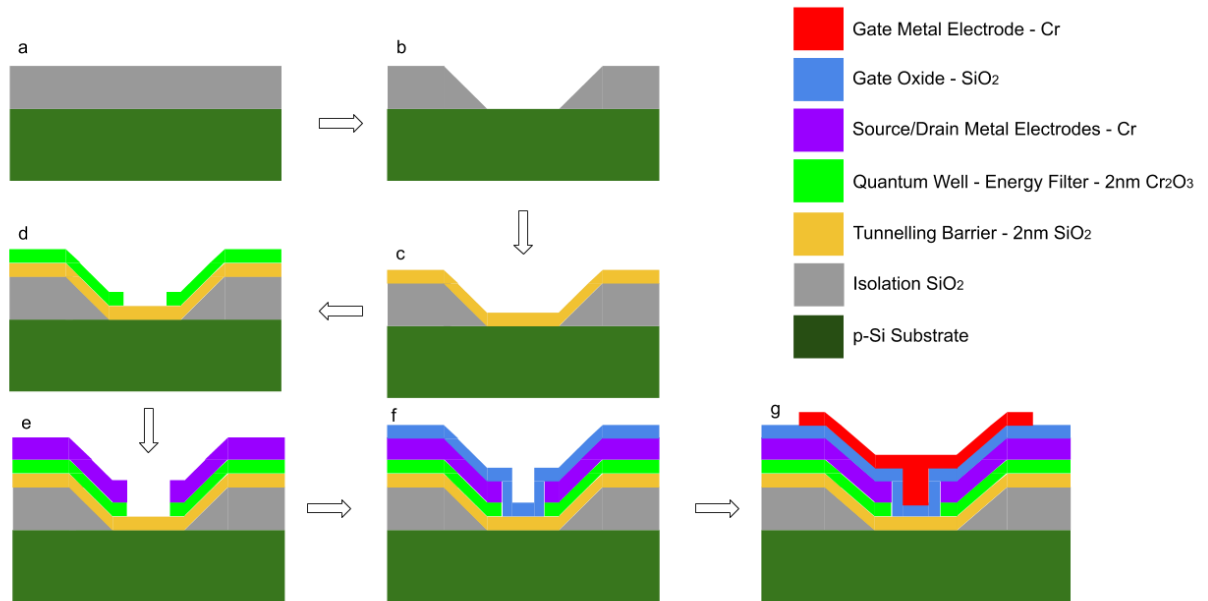 a
b
Gate Metal Electrode - Cr
Gate Oxide - SiO₂
Source/Drain Metal Electrodes - Cr
Quantum Well - Energy Filter - 2nm Cr₂O₃
Tunnelling Barrier - 2nm SiO₂
Isolation SiO₂
p-Si Substrate
d
c
e
f
g